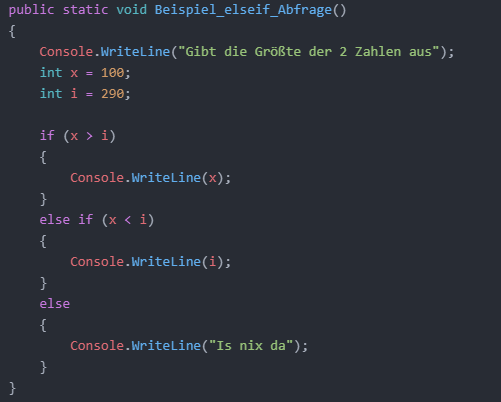 public static void Beispiel_elseif_Abfrage()
{
    Console.WriteLine("Gibt die Größte der 2 Zahlen aus");
    int x = 100;
    int i = 290;

    if (x > i)
    {
        Console.WriteLine(x);
    }
    else if (x < i)
    {
        Console.WriteLine(i);
    }
    else
    {
        Console.WriteLine("Is nix da");
    }
}